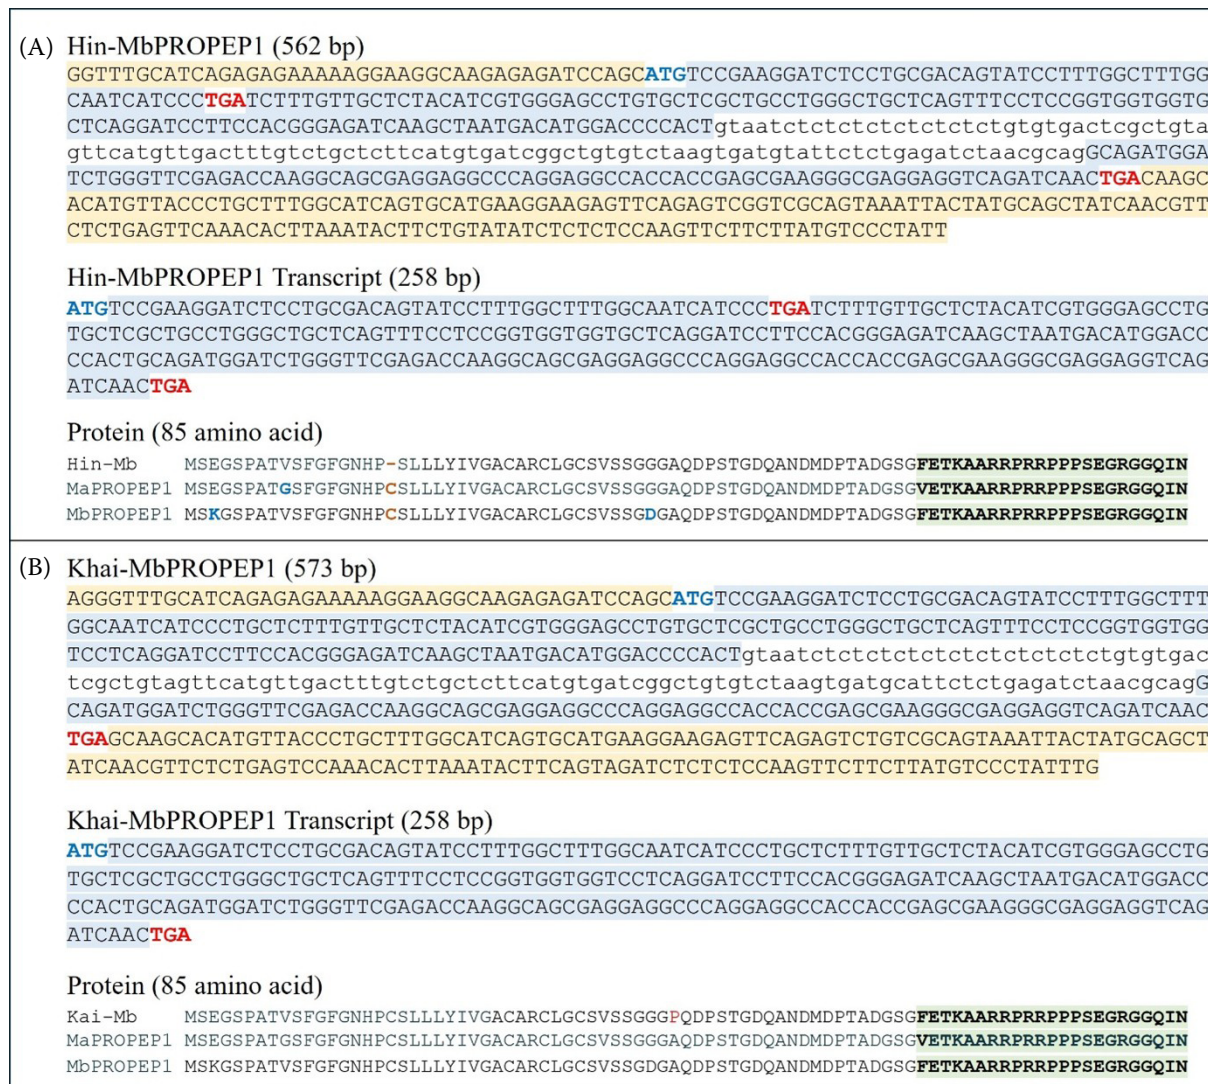 (A) Hin-MbPROPEP1 (562 bp)
GGTTTGCATCAGAGAGAAAAAGGAAGGCAAGAGAGATCCAGCATGTCCGAAGGATCTCCTGCGACAGTATCCTTTGGCTTTGG
CAATCATCCCTGATCTTTGTTGCTCTACATCGTGGGAGCCTGTGCTCGCTGCCTGGGCTGCTCAGTTTCCTCCGGTGGTGGTG
CTCAGGATCCTTCCACGGGAGATCAAGCTAATGACATGGACCCCACTgtaatctctctctctctctctgtgtgactcgctgta
gttcatgttgactttgtctgctcttcatgtgatcggctgtgtctaagtgatgtattctctgagatctaacgcagGCAGATGGA
TCTGGGTTCGAGACCAAGGCAGCGAGGAGGCCCAGGAGGCCACCACCGAGCGAAGGGCGAGGAGGTCAGATCAACTGACAAGC
ACATGTTACCCTGCTTTGGCATCAGTGCATGAAGGAAGAGTTCAGAGTCGGTCGCAGTAAATTACTATGCAGCTATCAACGTT
CTCTGAGTTCAAACACTTAAATACTTCTGTATATCTCTCTCCAAGTTCTTCTTATGTCCCTATT
Hin-MbPROPEP1 Transcript (258 bp)
ATGTCCGAAGGATCTCCTGCGACAGTATCCTTTGGCTTTGGCAATCATCCCTGATCTTTGTTGCTCTACATCGTGGGAGCCTG
TGCTCGCTGCCTGGGCTGCTCAGTTTCCTCCGGTGGTGGTGCTCAGGATCCTTCCACGGGAGATCAAGCTAATGACATGGACC
CCACTGCAGATGGATCTGGGTTCGAGACCAAGGCAGCGAGGAGGCCCAGGAGGCCACCACCGAGCGAAGGGCGAGGAGGTCAG
ATCAACTGA
Protein (85 amino acid)
Hin-Mb MSEGSPATVSFGFGNHP-SLLLYIVGACARCLGCSVSSGGGAQDPSTGDQANDMDPTADGSGFETKAARRPRRPPPSEGRGGQIN
MaPROPEP1 MSEGSPATGSFGFGNHPCSLLLYIVGACARCLGCSVSSGGGAQDPSTGDQANDMDPTADGSGVETKAARRPRRPPPSEGRGGQIN
MbPROPEP1 MSKGSPATVSFGFGNHPCSLLLYIVGACARCLGCSVSSGDGAQDPSTGDQANDMDPTADGSGFETKAARRPRRPPPSEGRGGQIN
(B) Khai-MbPROPEP1 (573 bp)
AGGGTTTGCATCAGAGAGAAAAAGGAAGGCAAGAGAGATCCAGCATGTCCGAAGGATCTCCTGCGACAGTATCCTTTGGCTTT
GGCAATCATCCCTGCTCTTTGTTGCTCTACATCGTGGGAGCCTGTGCTCGCTGCCTGGGCTGCTCAGTTTCCTCCGGTGGTGG
TCCTCAGGATCCTTCCACGGGAGATCAAGCTAATGACATGGACCCCACTgtaatctctctctctctctctctctctgtgtgac
tcgctgtagttcatgttgactttgtctgctcttcatgtgatcggctgtgtctaagtgatgcattctctgagatctaacgcagG
CAGATGGATCTGGGTTCGAGACCAAGGCAGCGAGGAGGCCCAGGAGGCCACCACCGAGCGAAGGGCGAGGAGGTCAGATCAAC
TGAGCAAGCACATGTTACCCTGCTTTGGCATCAGTGCATGAAGGAAGAGTTCAGAGTCTGTCGCAGTAAATTACTATGCAGCT
ATCAACGTTCTCTGAGTCCAAACACTTAAATACTTCAGTAGATCTCTCTCCAAGTTCTTCTTATGTCCCTATTTG
Khai-MbPROPEP1 Transcript (258 bp)
ATGTCCGAAGGATCTCCTGCGACAGTATCCTTTGGCTTTGGCAATCATCCCTGCTCTTTGTTGCTCTACATCGTGGGAGCCTG
TGCTCGCTGCCTGGGCTGCTCAGTTTCCTCCGGTGGTGGTCCTCAGGATCCTTCCACGGGAGATCAAGCTAATGACATGGACC
CCACTGCAGATGGATCTGGGTTCGAGACCAAGGCAGCGAGGAGGCCCAGGAGGCCACCACCGAGCGAAGGGCGAGGAGGTCAG
ATCAACTGA
Protein (85 amino acid)
Kai-Mb MSEGSPATVSFGFGNHPCSLLLYIVGACARCLGCSVSSGGGPQDPSTGDQANDMDPTADGSGFETKAARRPRRPPPSEGRGGQIN
MaPROPEP1 MSEGSPATGSFGFGNHPCSLLLYIVGACARCLGCSVSSGGGAQDPSTGDQANDMDPTADGSGVETKAARRPRRPPPSEGRGGQIN
MbPROPEP1 MSKGSPATVSFGFGNHPCSLLLYIVGACARCLGCSVSSGDGAQDPSTGDQANDMDPTADGSGFETKAARRPRRPPPSEGRGGQIN